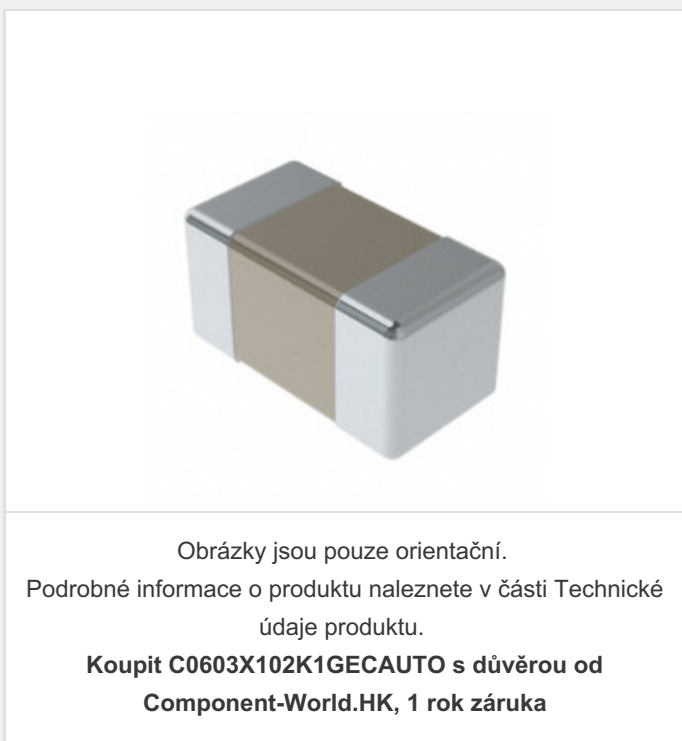 Obrázky jsou pouze orientační.
Podrobné informace o produktu naleznete v části Technické
údaje produktu.
Koupit C0603X102K1GECAUTO s důvěrou od
Component-World.HK, 1 rok záruka